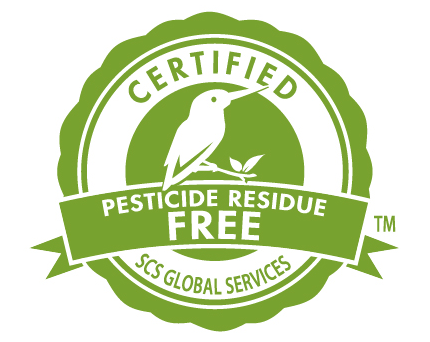 CERTIFIED
PESTICIDE RESIDUE
FREE
TM
SCS GLOBAL SERVICES